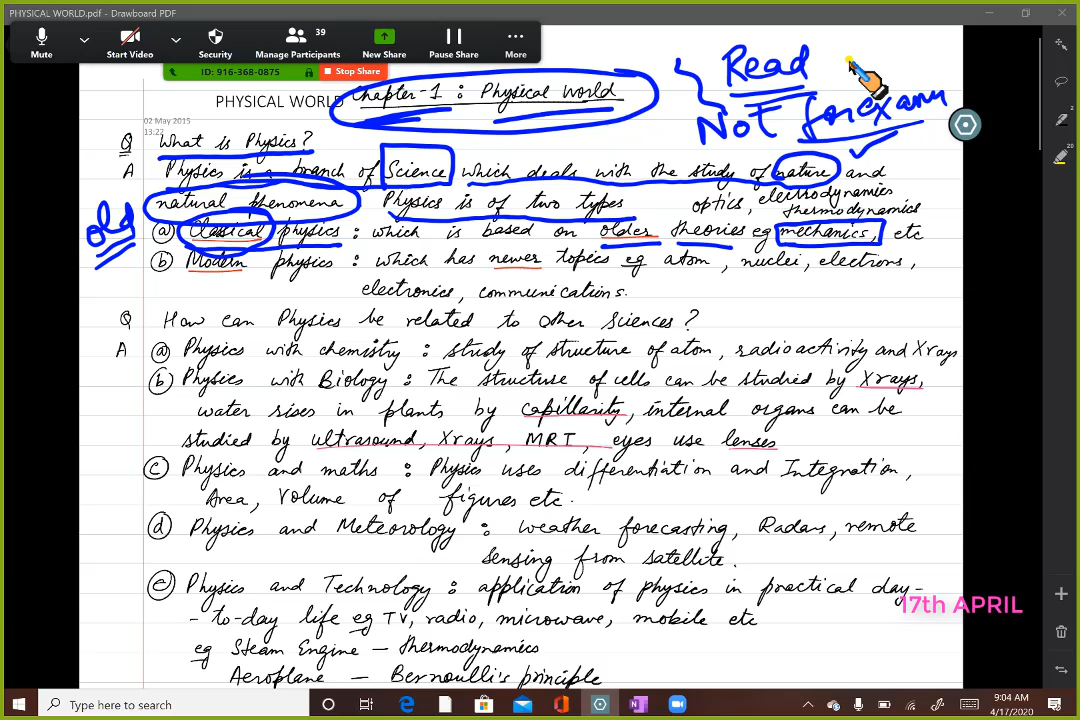 PHYSICAL WORLD.pdf - Drawboard PDF
Mute
Start Video
Security
39
Manage Participants
New Share
Pause Share
More
ID: 916-368-0875
Stop Share
Read
NOT for exam
PHYSICAL WORLD
Chapter-1 : Physical World
02 May 2015
13:22
Q What is Physics?
A Physics is a branch of Science which deals with the study of nature and
natural phenomena Physics is of two types optics, electrodynamics
thermodynamics
old
(a) Classical physics : which is based on older theories eg mechanics, etc
(b) Modern physics : which has newer topics eg atom, nuclei, electrons,
electronics, communications.
Q How can Physics be related to other Sciences?
A (a) Physics with chemistry : study of structure of atom, radioactivity and Xrays
(b) Physics with Biology : The structure of cells can be studied by Xrays,
water rises in plants by capillarity, internal organs can be
studied by ultrasound, Xrays, MRI, eyes use lenses
(c) Physics and maths : Physics uses differentiation and Integration,
Area, Volume of figures etc.
(d) Physics and Meteorology : weather forecasting, Radars, remote
sensing from satellite.
(e) Physics and Technology : application of physics in practical day-
- to-day life eg TV, radio, microwave, mobile etc
17th APRIL
eg Steam Engine - thermodynamics
Aeroplane - Bernoulli's principle
Type here to search
9:04 AM
4/17/2020